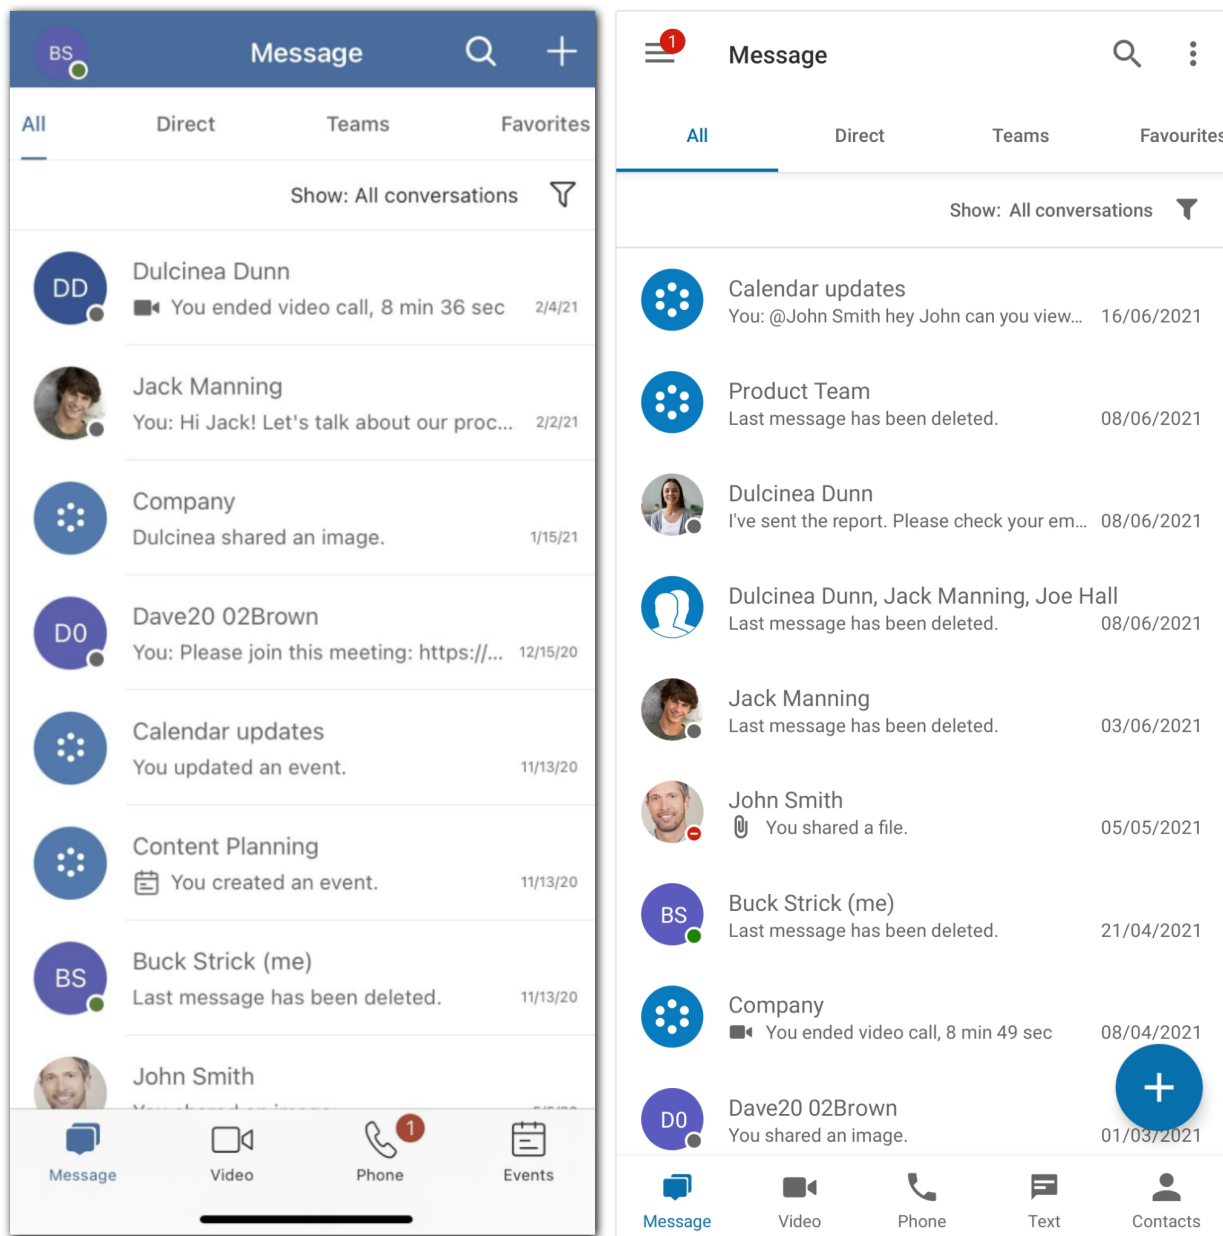 BS
Message
All
Direct
Teams
Favorites
Show: All conversations
DD
Dulcinea Dunn
You ended video call, 8 min 36 sec
2/4/21
Jack Manning
You: Hi Jack! Let's talk about our proc...
2/2/21
Company
Dulcinea shared an image.
1/15/21
D0
Dave20 02Brown
You: Please join this meeting: https://...
12/15/20
Calendar updates
You updated an event.
11/13/20
Content Planning
You created an event.
11/13/20
BS
Buck Strick (me)
Last message has been deleted.
11/13/20
John Smith
1
Message
Video
Phone
Events
1
Message
All
Direct
Teams
Favourites
Show: All conversations
Calendar updates
You: @John Smith hey John can you view...
16/06/2021
Product Team
Last message has been deleted.
08/06/2021
Dulcinea Dunn
I've sent the report. Please check your em...
08/06/2021
Dulcinea Dunn, Jack Manning, Joe Hall
Last message has been deleted.
08/06/2021
Jack Manning
Last message has been deleted.
03/06/2021
John Smith
You shared a file.
05/05/2021
BS
Buck Strick (me)
Last message has been deleted.
21/04/2021
Company
You ended video call, 8 min 49 sec
08/04/2021
D0
Dave20 02Brown
You shared an image.
01/03/2021
Message
Video
Phone
Text
Contacts